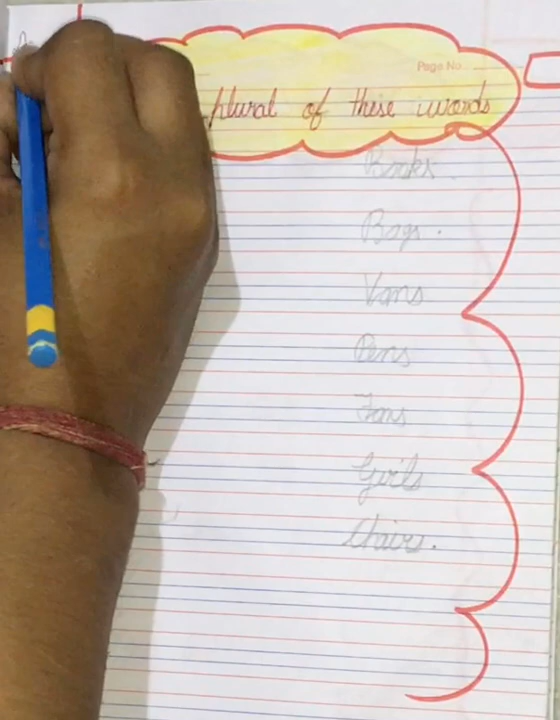 Page No.
plural of these words
Books.
Bags.
Vans
Pens
Fans
Girls
Chairs.